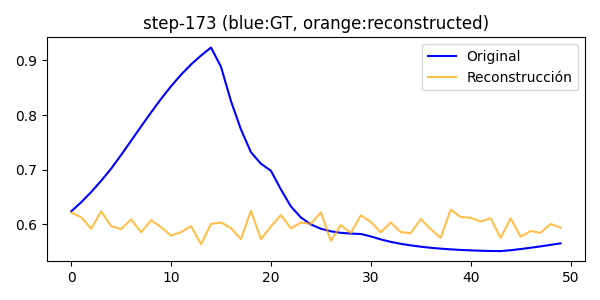 step-173 (blue:GT, orange:reconstructed)
Original
Reconstrucción
0.9
0.8
0.7
0.6
0 10 20 30 40 50